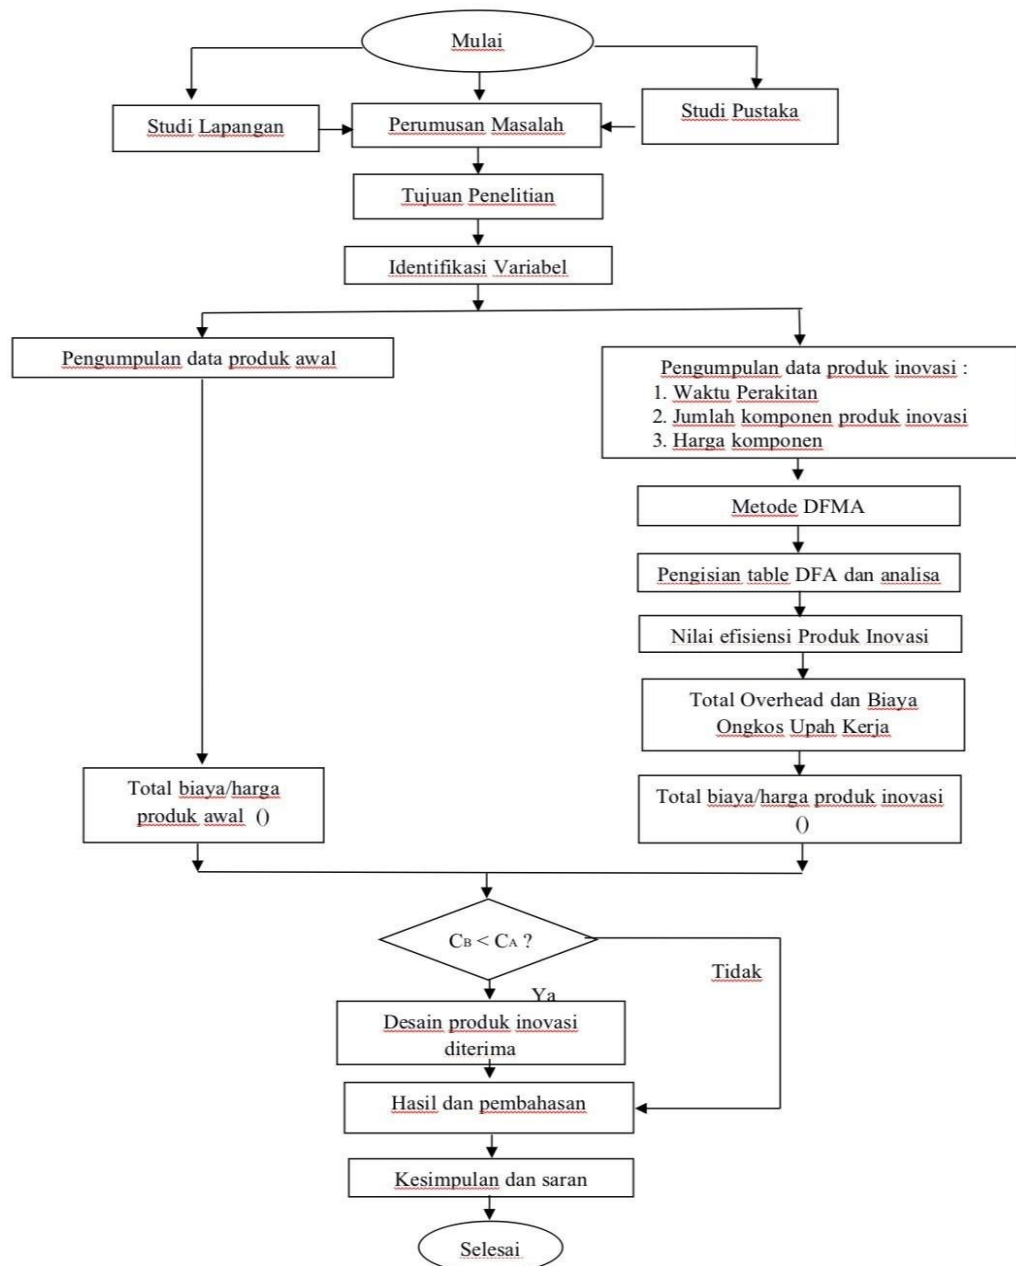 Mulai
Studi Lapangan
Perumusan Masalah
Studi Pustaka
Tujuan Penelitian
Identifikasi Variabel
Pengumpulan data produk awal
Pengumpulan data produk inovasi :
1. Waktu Perakitan
2. Jumlah komponen produk inovasi
3. Harga komponen
Metode DFMA
Pengisian table DFA dan analisa
Nilai efisiensi Produk Inovasi
Total Overhead dan Biaya
Ongkos Upah Kerja
Total biaya/harga
produk awal ()
Total biaya/harga produk inovasi
()
CB < CA ?
Tidak
Ya
Desain produk inovasi
diterima
Hasil dan pembahasan
Kesimpulan dan saran
Selesai